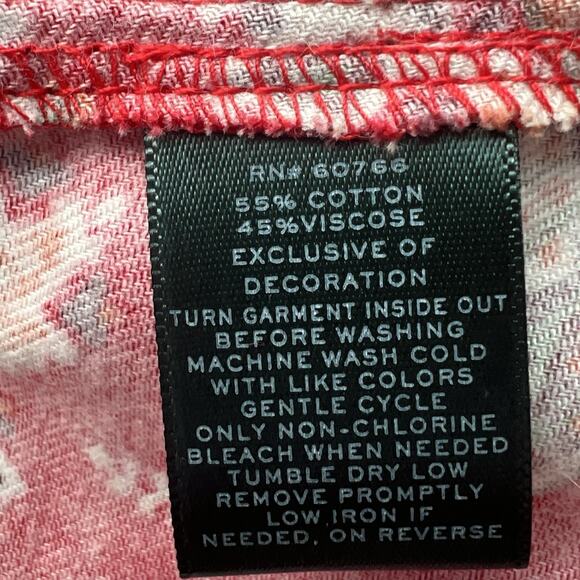 RN# 60766
55% COTTON
45%VISCOSE
EXCLUSIVE OF
DECORATION
TURN GARMENT INSIDE OUT
BEFORE WASHING
MACHINE WASH COLD
WITH LIKE COLORS
GENTLE CYCLE
ONLY NON-CHLORINE
BLEACH WHEN NEEDED
TUMBLE DRY LOW
REMOVE PROMPTLY
LOW IRON IF
NEEDED, ON REVERSE